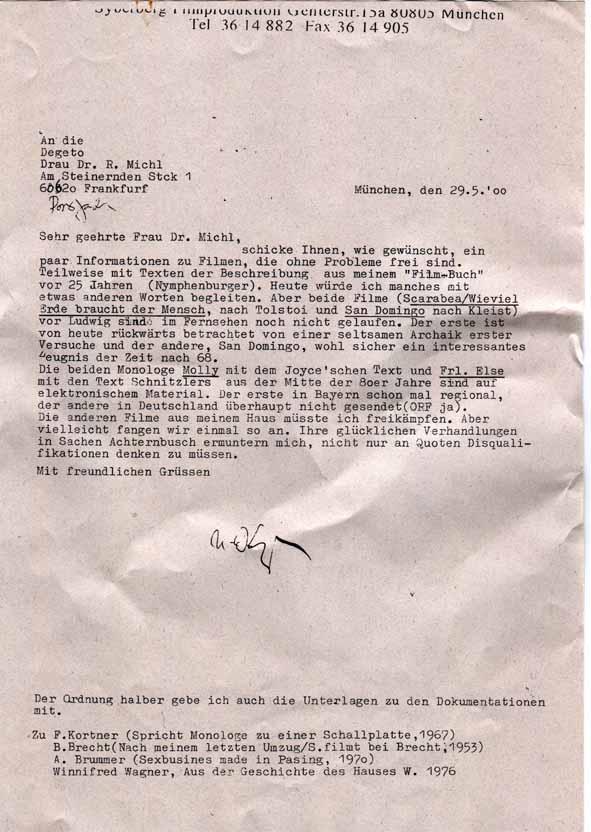 Syberberg Filmproduktion Genterstr.15a 80805 München
Tel 36 14 882 Fax 36 14 905
An die
Degeto
Drau Dr. R. Michl
Am Steinernden Stck 1
60320 Frankfurf
München, den 29.5.'oo
Sehr geehrte Frau Dr. Michl,
schicke Ihnen, wie gewünscht, ein
paar Informationen zu Filmen, die ohne Probleme frei sind.
Teilweise mit Texten der Beschreibung aus meinem "Film-Buch"
vor 25 Jahren (Nymphenburger). Heute würde ich manches mit
etwas anderen Worten begleiten. Aber beide Filme (Scarabea/Wieviel
Erde braucht der Mensch, nach Tolstoi und San Domingo nach Kleist)
vor Ludwig sind im Fernsehen noch nicht gelaufen. Der erste ist
von heute rückwärts betrachtet von einer seltsamen Archaik erster
Versuche und der andere, San Domingo, wohl sicher ein interessantes
Zeugnis der Zeit nach 68.
Die beiden Monologe Molly mit dem Joyce'schen Text und Frl. Else
mit den Text Schnitzlers aus der Mitte der 8oer Jahre sind auf
elektronischem Material. Der erste in Bayern schon mal regional,
der andere in Deutschland überhaupt nicht gesendet(ORF ja).
Die anderen Filme aus meinem Haus müsste ich freikämpfen. Aber
vielleicht fangen wir einmal so an. Ihre glücklichen Verhandlungen
in Sachen Achternbusch ermuntern mich, nicht nur an Quoten Disquali-
fikationen denken zu müssen.
Mit freundlichen Grüssen
Der Ordnung halber gebe ich auch die Unterlagen zu den Dokumentationen
mit.
Zu F.Kortner (Spricht Monologe zu einer Schallplatte,1967)
B.Brecht(Nach meinem letzten Umzug/S.filmt bei Brecht,1953)
A. Brummer (Sexbusines made in Pasing, 197o)
Winnifred Wagner, Aus der Geschichte des Hauses W. 1976